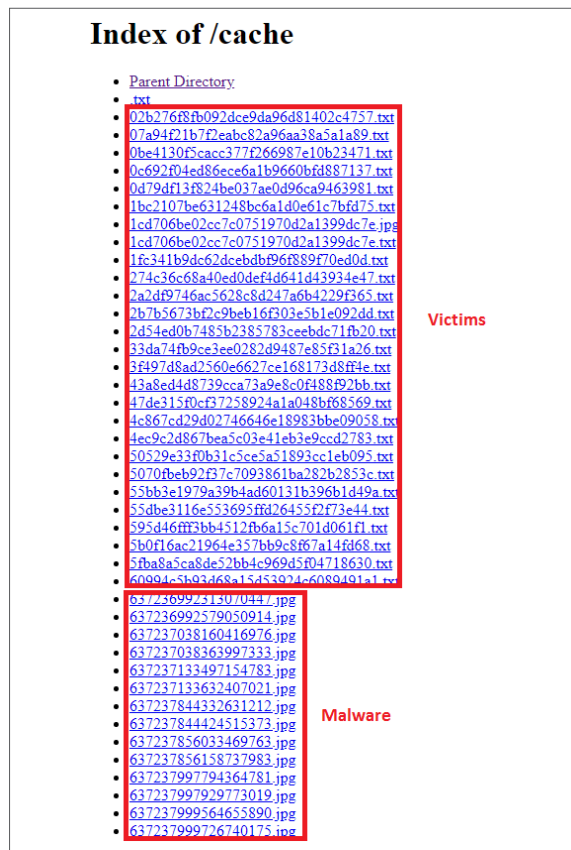 Index of /cache
Parent Directory
.txt
02b276f8fb092dce9da96d81402c4757.txt
07a94f21b7f2eabc82a96aa38a5a1a89.txt
0be4130f5cacc377f266987e10b23471.txt
0c692f04ed86ece6a1b9660bfd887137.txt
0d79df13f824be037ae0d96ca9463981.txt
1bc2107be631248bc6a1d0e61c7bfd75.txt
1cd706be02cc7c0751970d2a1399dc7e.jpg
1cd706be02cc7c0751970d2a1399dc7e.txt
1fc341b9dc62dcebdbf96f889f70ed0d.txt
274c36c68a40ed0def4d641d43934e47.txt
2a2df9746ac5628c8d247a6b4229f365.txt
2b7b5673bf2c9beb16f303e5b1e092dd.txt
2d54ed0b7485b2385783ceebdc71fb20.txt
Victims
33da74fb9ce3ee0282d9487e85f31a26.txt
3f497d8ad2560e6627ce168173d8ff4e.txt
43a8ed4d8739cca73a9e8c0f488f92bb.txt
47de315f0cf37258924a1a048bf68569.txt
4c867cd29d02746646e18983bbe09058.txt
4ec9c2d867bea5c03e41eb3e9ccd2783.txt
50529e33f0b31c5ce5a51893cc1eb095.txt
5070fbeb92f37c7093861ba282b2853c.txt
55bb3e1979a39b4ad60131b396b1d49a.txt
55dbe3116e553695ffd26455f2f73e44.txt
595d46fff3bb4512fb6a15c701d061f1.txt
5b0f16ac21964e357bb9c8f67a14fd68.txt
5fba8a5ca8de52bb4c969d5f04718630.txt
60994c5b93d68a15d53924c6089491a1.txt
637236992313070447.jpg
637236992579050914.jpg
637237038160416976.jpg
637237038363997333.jpg
637237133497154783.jpg
637237133632407021.jpg
637237844332631212.jpg
Malware
637237844424515373.jpg
637237856033469763.jpg
637237856158737983.jpg
637237997794364781.jpg
637237997929773019.jpg
637237999564655890.jpg
637237999726740175.jpg